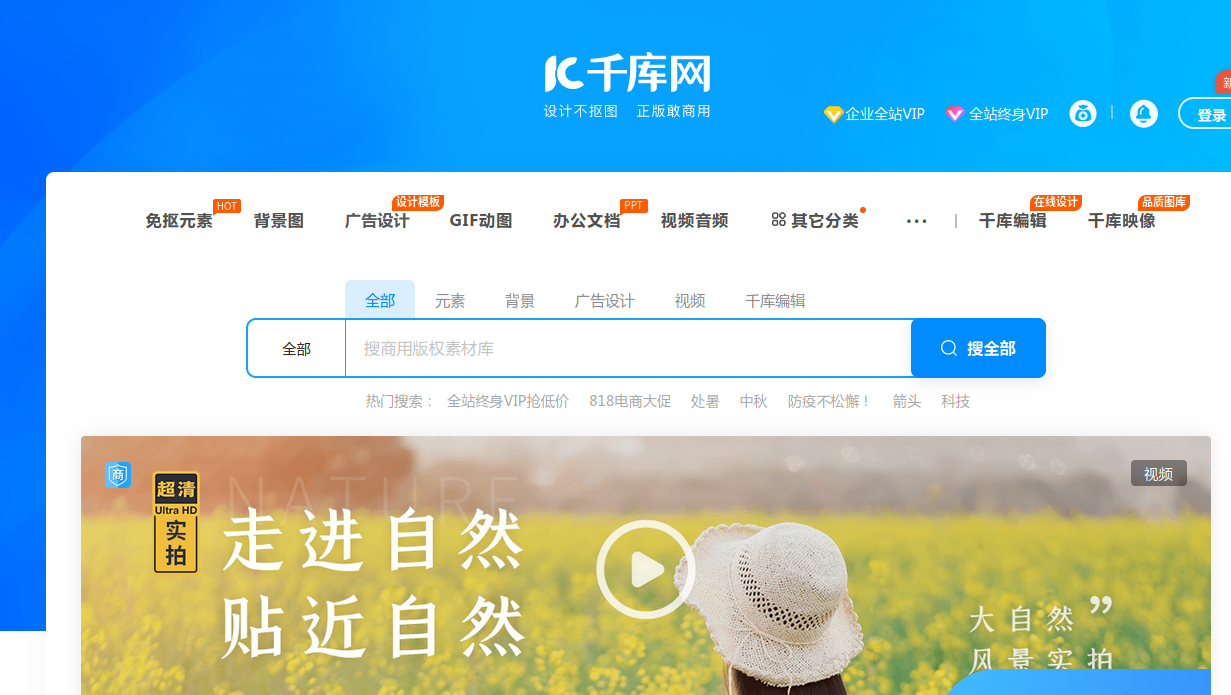 千库网
设计不抠图 正版敢商用
企业全站VIP 全站终身VIP 登录
免抠元素 HOT 背景图 广告设计 设计模板 GIF动图 办公文档 PPT 视频音频 其它分类 ··· | 千库编辑 在线设计 千库映像 品质图库
全部 元素 背景 广告设计 视频 千库编辑
全部 搜商用版权素材库 搜全部
热门搜索： 全站终身VIP抢低价 818电商大促 处暑 中秋 防疫不松懈！ 箭头 科技
商
视频
超清
Ultra HD
实拍
NATURE
走进自然
贴近自然
大自然”
风景实拍